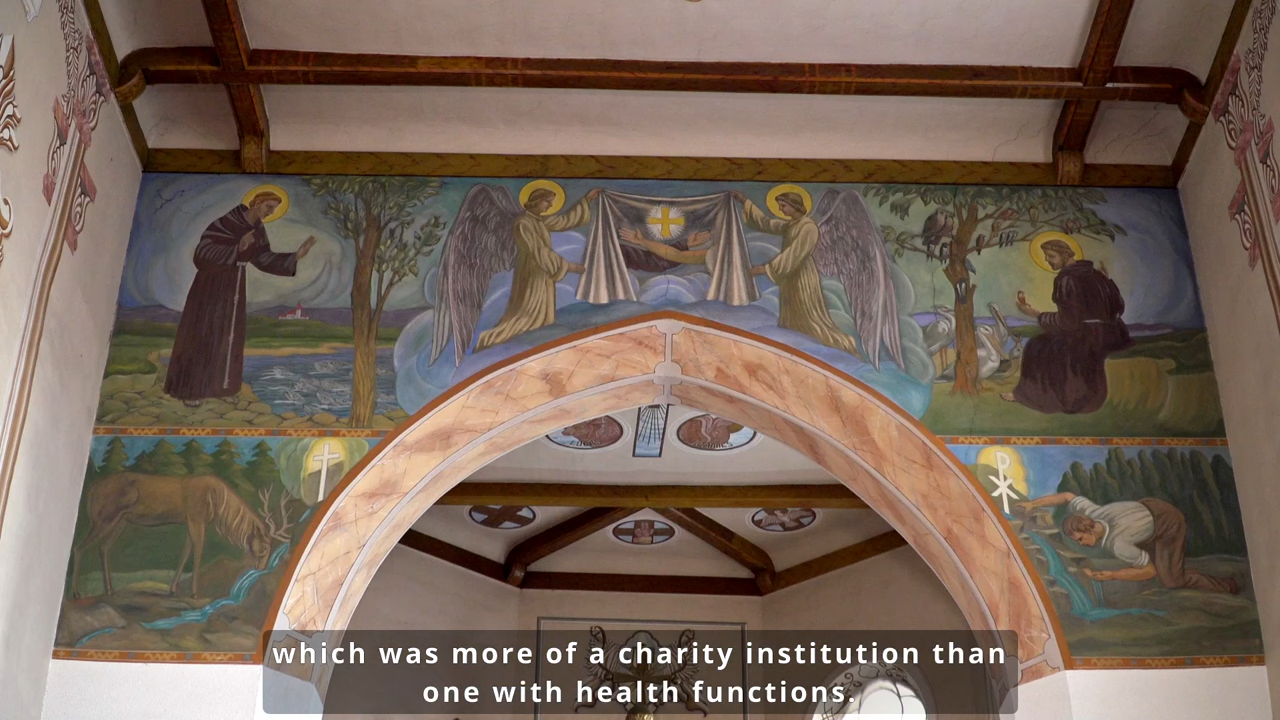 which was more of a charity institution than
one with health functions.